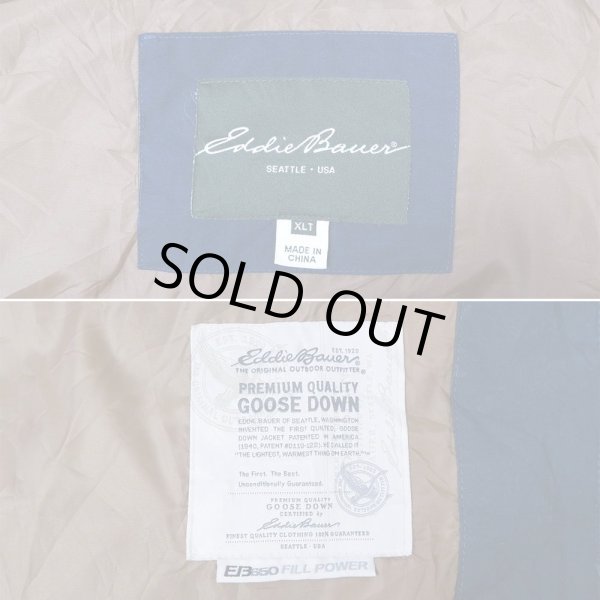 Eddie Bauer®
SEATTLE • USA
XLT
MADE IN
CHINA
SOLD OUT
EST. 1920
Eddie Bauer®
THE ORIGINAL OUTDOOR OUTFITTER®
PREMIUM QUALITY
GOOSE DOWN
EDDIE BAUER OF SEATTLE, WASHINGTON
INVENTED THE FIRST QUILTED, GOOSE
DOWN JACKET PATENTED IN AMERICA
(1940, PATENT #D119-122). HE CALLED IT
"THE LIGHTEST, WARMEST THING ON EARTH."™
The First. The Best.
Unconditionally Guaranteed.
PREMIUM QUALITY
GOOSE DOWN
CERTIFIED by
Eddie Bauer
FINEST QUALITY CLOTHING 100% GUARANTEED
SEATTLE • USA
EB650 FILL POWER